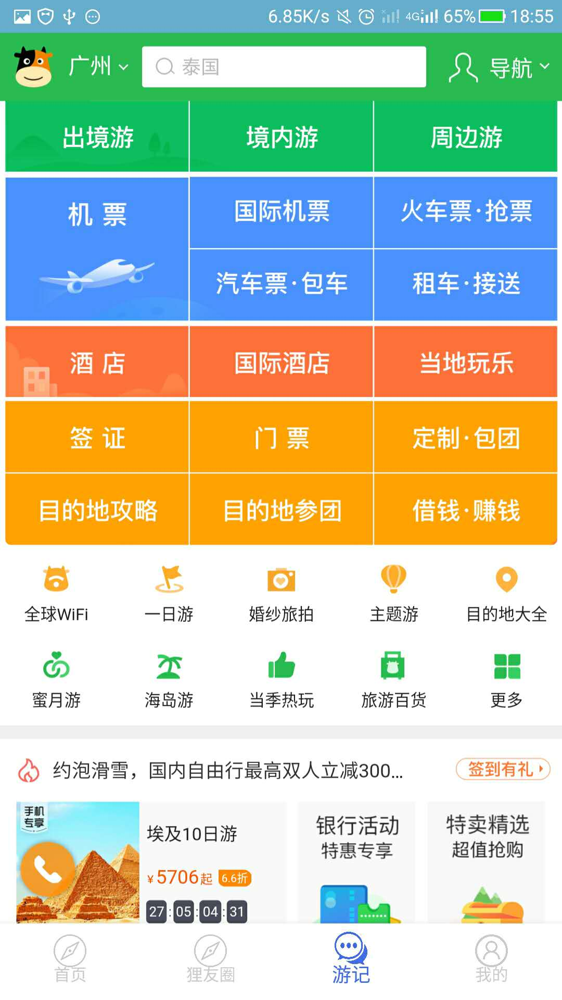 6.85K/s 4G 65% 18:55
广州 泰国 导航
出境游 境内游 周边游
机 票 国际机票 火车票·抢票
汽车票·包车 租车·接送
酒 店 国际酒店 当地玩乐
签 证 门 票 定制·包团
目的地攻略 目的地参团 借钱·赚钱
全球WiFi 一日游 婚纱旅拍 主题游 目的地大全
蜜月游 海岛游 当季热玩 旅游百货 更多
约泡滑雪，国内自由行最高双人立减300... 签到有礼
手机
专享
埃及10日游
¥5706起 6.6折
27:05:04:31
银行活动
特惠专享
特卖精选
超值抢购
首页 狸友圈 游记 我的